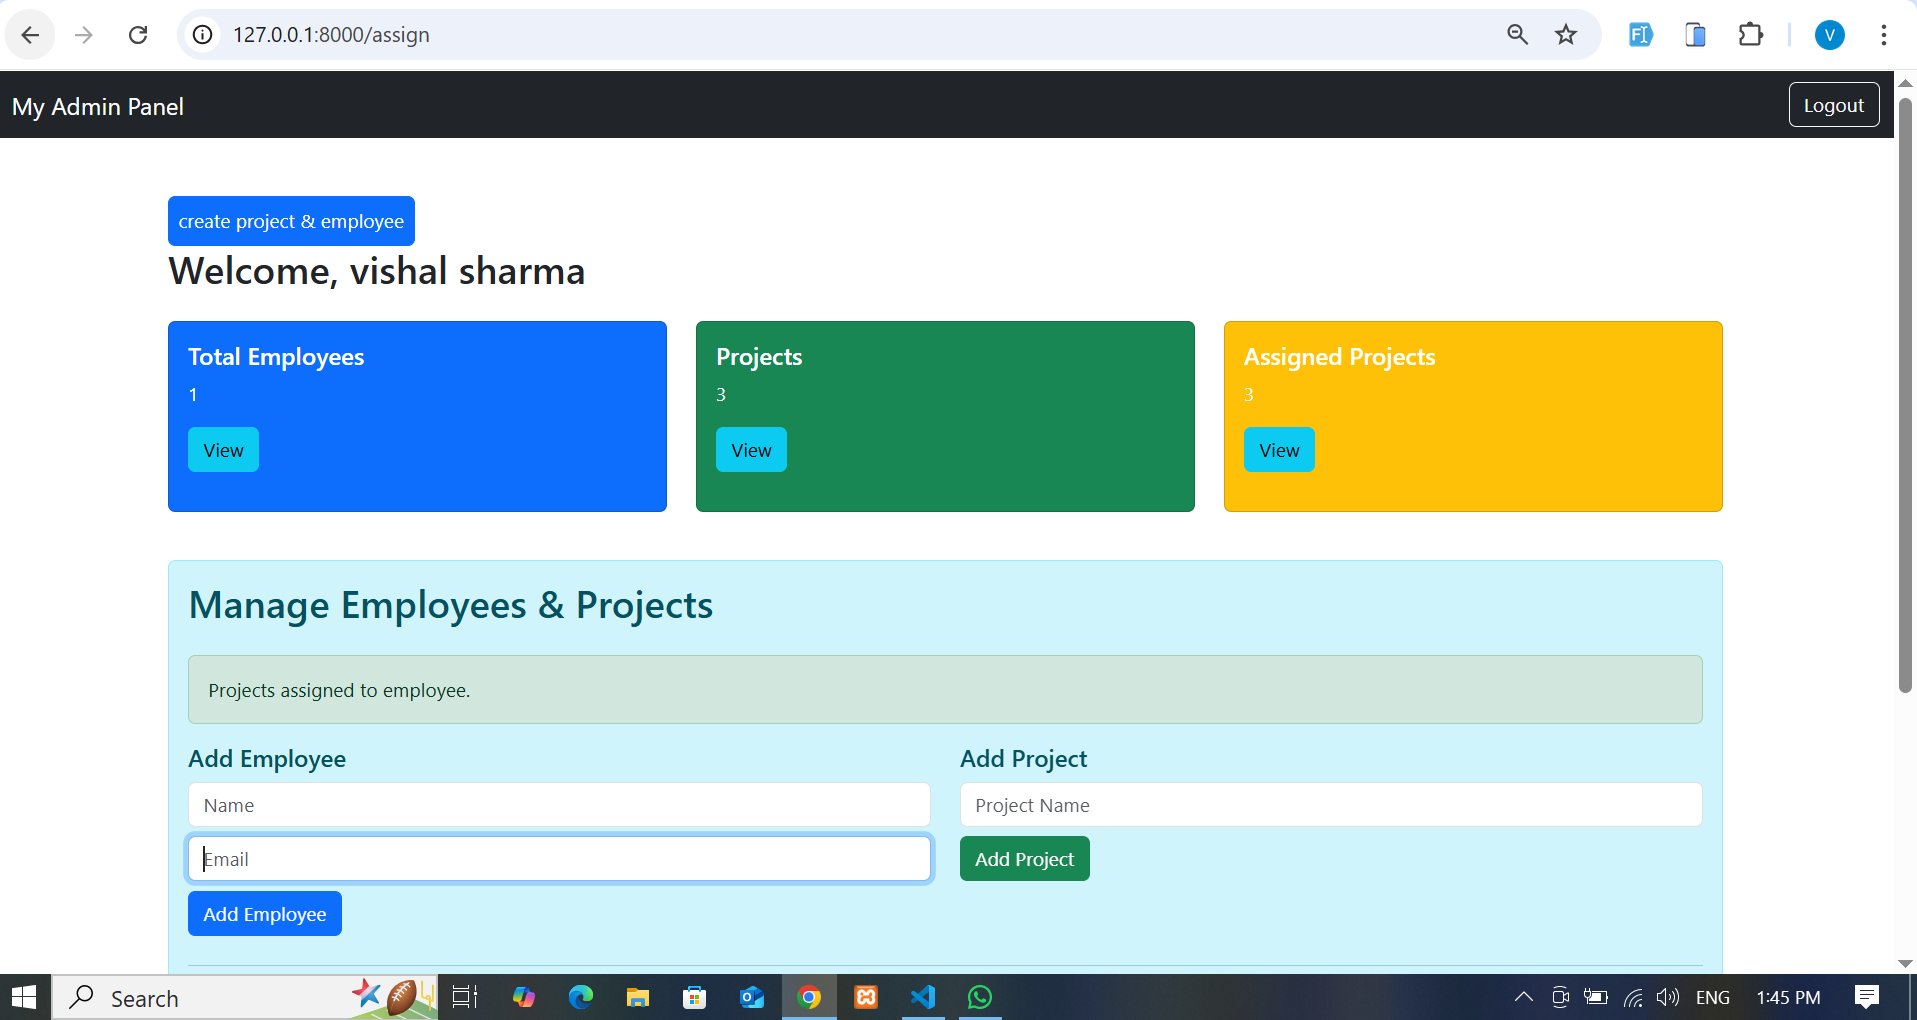 127.0.0.1:8000/assign
V
My Admin Panel
Logout
create project & employee
Welcome, vishal sharma
Total Employees
1
View
Projects
3
View
Assigned Projects
3
View
Manage Employees & Projects
Projects assigned to employee.
Add Employee
Name
Email
Add Employee
Add Project
Project Name
Add Project
Search
ENG
1:45 PM